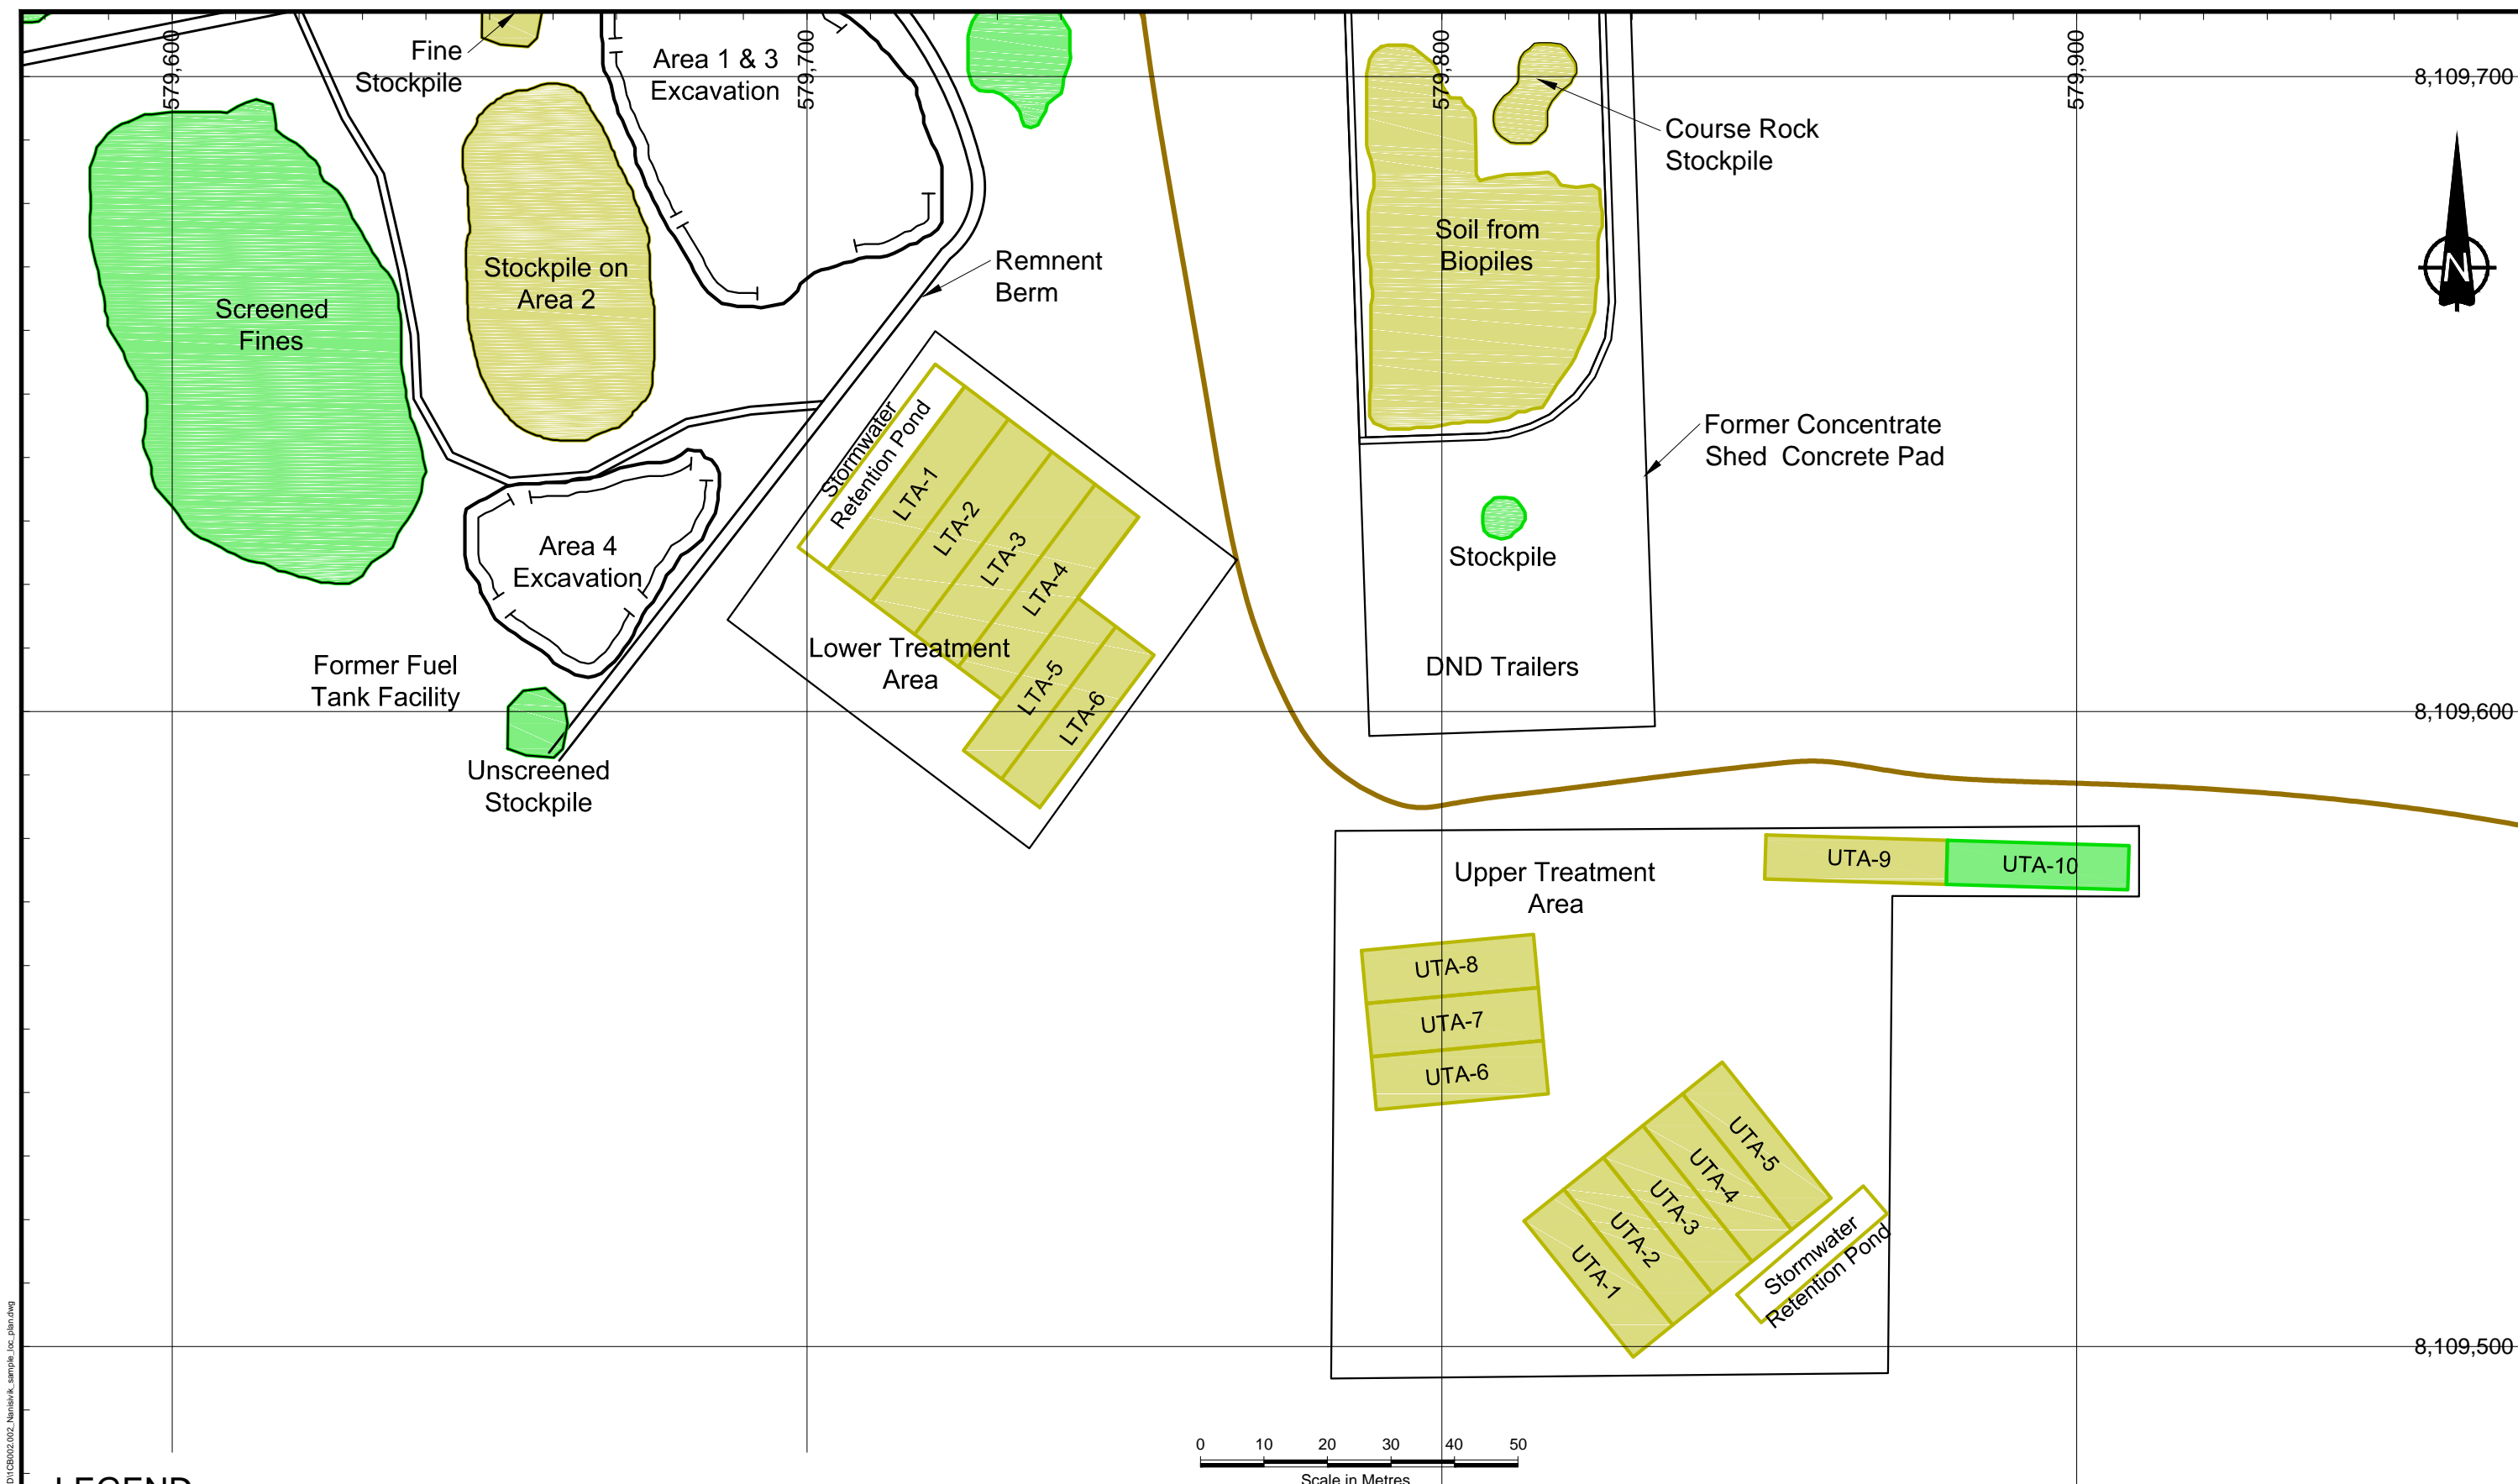 579,600
579,700
579,800
579,900
8,109,700
8,109,600
8,109,500
Fine
Stockpile
Area 1 & 3
Excavation
Course Rock
Stockpile
Soil from
Biopiles
N
Remnent
Berm
Stockpile on
Area 2
Screened
Fines
Stormwater
Retention Pond
LTA-1
LTA-2
LTA-3
LTA-4
LTA-5
LTA-6
Lower Treatment
Area
Former Concentrate
Shed  Concrete Pad
Stockpile
DND Trailers
Area 4
Excavation
Former Fuel
Tank Facility
Unscreened
Stockpile
Upper Treatment
Area
UTA-9
UTA-10
UTA-8
UTA-7
UTA-6
UTA-5
UTA-4
UTA-3
UTA-2
UTA-1
Stormwater
Retention Pond
0 10 20 30 40 50
Scale in Metres
LEGEND
D\1CB002.002_Nanisivik_sample_loc_plan.dwg